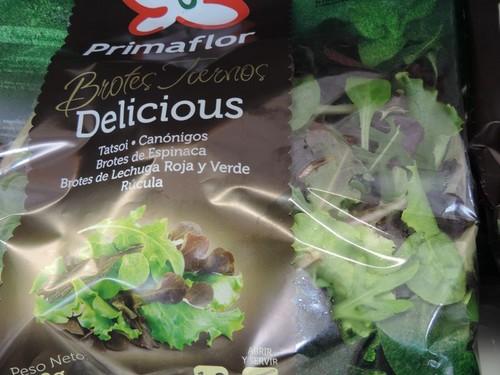 Primaflor
Brotes Tiernos
Delicious
Tatsoi • Canónigos
Brotes de Espinaca
Brotes de Lechuga Roja y Verde
Rúcula
Peso Neto:
ABRIR
Y SERVIR